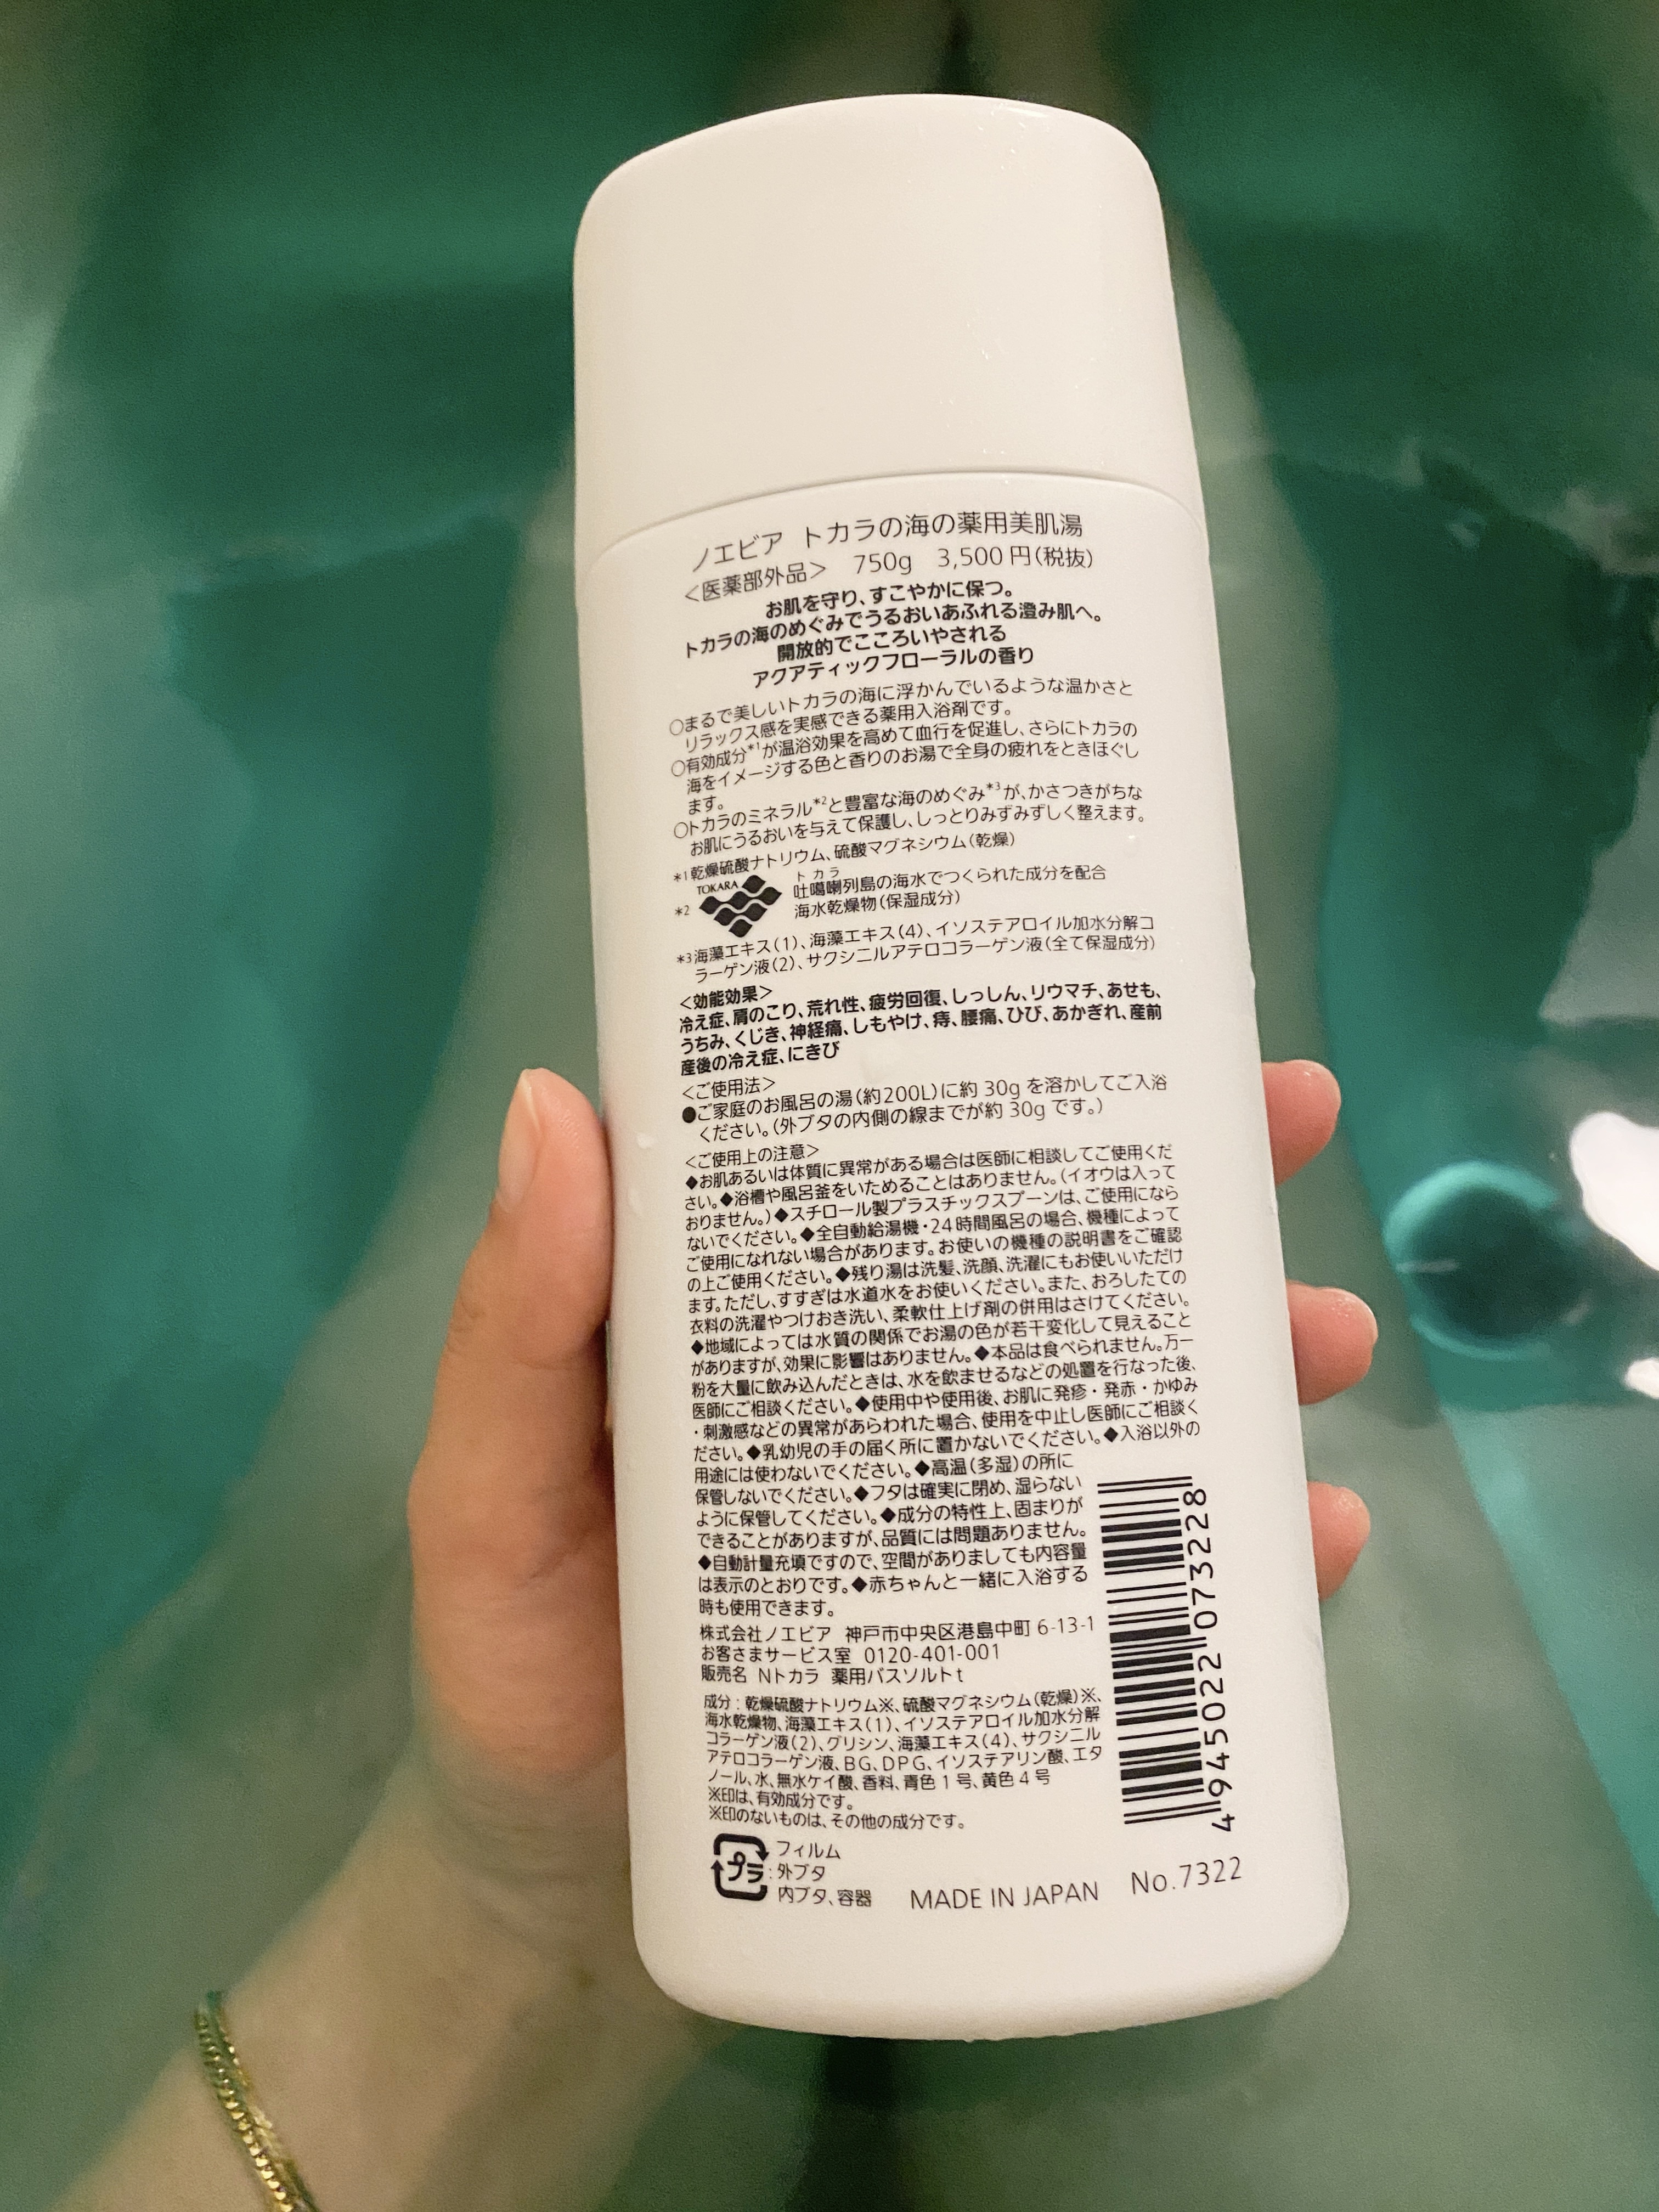 ノエビア トカラの海の薬用美肌湯
<医薬部外品> 750g 3,500円(税抜)
お肌を守り、すこやかに保つ。
トカラの海のめぐみでうるおいあふれる澄み肌へ。
開放的でこころいやされる
アクアティックフローラルの香り
○まるで美しいトカラの海に浮かんでいるような温かさと
リラックス感を実感できる薬用入浴剤です。
○有効成分*1が温浴効果を高めて血行を促進し、さらにトカラの
海をイメージする色と香りのお湯で全身の疲れをときほぐし
ます。
○トカラのミネラル*2と豊富な海のめぐみ*3が、かさつきがちな
お肌にうるおいを与えて保護し、しっとりみずみずしく整えます。
*1乾燥硫酸ナトリウム、硫酸マグネシウム(乾燥)
TOKARA
トカラ
*2 吐噶喇列島の海水でつくられた成分を配合
海水乾燥物(保湿成分)
*3海藻エキス(1)、海藻エキス(4)、イソステアロイル加水分解コ
ラーゲン液(2)、サクシニルアテロコラーゲン液(全て保湿成分)
<効能効果>
冷え症、肩のこり、荒れ性、疲労回復、しっしん、リウマチ、あせも、
うちみ、くじき、神経痛、しもやけ、痔、腰痛、ひび、あかぎれ、産前
産後の冷え症、にきび
<ご使用法>
●ご家庭のお風呂の湯(約200L)に約30gを溶かしてご入浴
ください。(外ブタの内側の線までが約30gです。)
<ご使用上の注意>
◆お肌あるいは体質に異常がある場合は医師に相談してご使用くだ
さい。◆浴槽や風呂釜をいためることはありません。(イオウは入って
おりません。)◆スチロール製プラスチックスプーンは、ご使用になら
ないでください。◆全自動給湯機・24時間風呂の場合、機種によって
ご使用になれない場合があります。お使いの機種の説明書をご確認
の上ご使用ください。◆残り湯は洗髪、洗顔、洗濯にもお使いいただけ
ます。ただし、すすぎは水道水をお使いください。また、おろしたての
衣料の洗濯やつけおき洗い、柔軟仕上げ剤の併用はさけてください。
◆地域によっては水質の関係でお湯の色が若干変化して見えること
がありますが、効果に影響はありません。◆本品は食べられません。万一
粉を大量に飲み込んだときは、水を飲ませるなどの処置を行なった後、
医師にご相談ください。◆使用中や使用後、お肌に発疹・発赤・かゆみ
・刺激感などの異常があらわれた場合、使用を中止し医師にご相談く
ださい。◆乳幼児の手の届く所に置かないでください。◆入浴以外の
用途には使わないでください。◆高温(多湿)の所に
保管しないでください。◆フタは確実に閉め、湿らない
ように保管してください。◆成分の特性上、固まりが
できることがありますが、品質には問題ありません。
◆自動計量充填ですので、空間がありましても内容量
は表示のとおりです。◆赤ちゃんと一緒に入浴する
時も使用できます。
株式会社ノエビア 神戸市中央区港島中町6-13-1
お客さまサービス室 0120-401-001
販売名 Nトカラ 薬用バスソルトt
成分:乾燥硫酸ナトリウム※、硫酸マグネシウム(乾燥)※、
海水乾燥物、海藻エキス(1)、イソステアロイル加水分解
コラーゲン液(2)、グリシン、海藻エキス(4)、サクシニル
アテロコラーゲン液、BG、DPG、イソステアリン酸、エタ
ノール、水、無水ケイ酸、香料、青色1号、黄色4号
※印は、有効成分です。
※印のないものは、その他の成分です。
4945022 073228
プラ
:フィルム
外ブタ
内ブタ、容器
MADE IN JAPAN No.7322